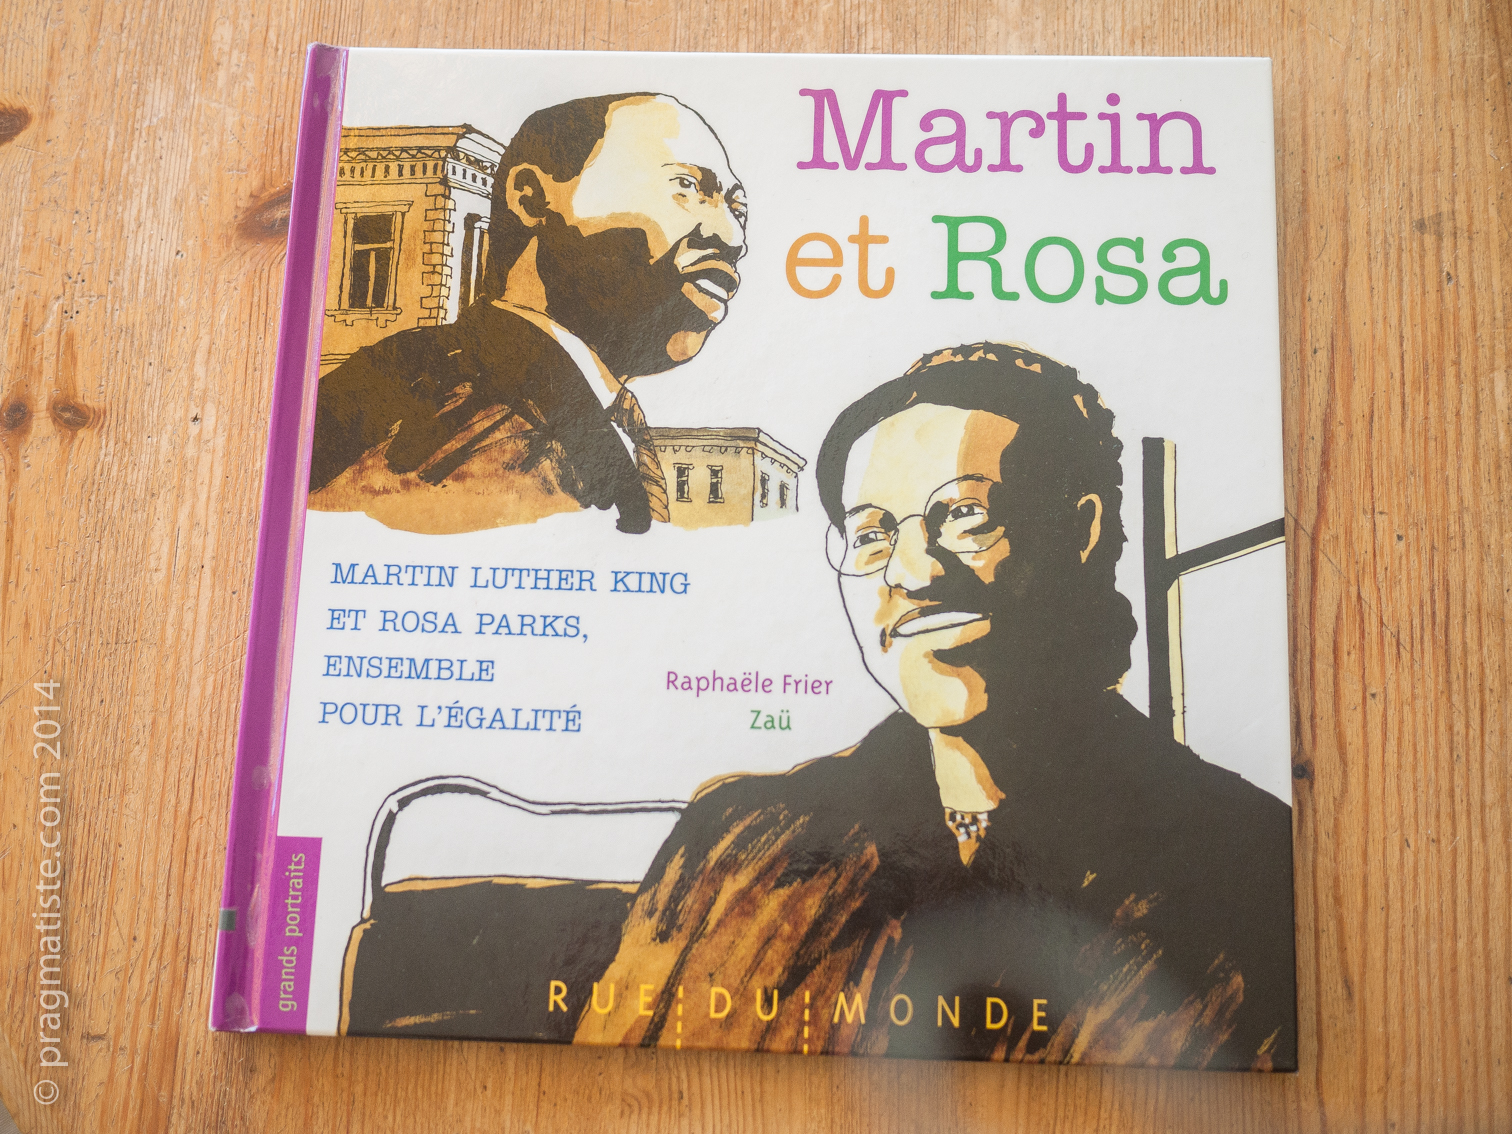 Martin
et Rosa
MARTIN LUTHER KING
ET ROSA PARKS,
ENSEMBLE
POUR L'ÉGALITÉ
Raphaële Frier
Zaü
grands portraits
RUE DU MONDE
© pragmatiste.com 2014